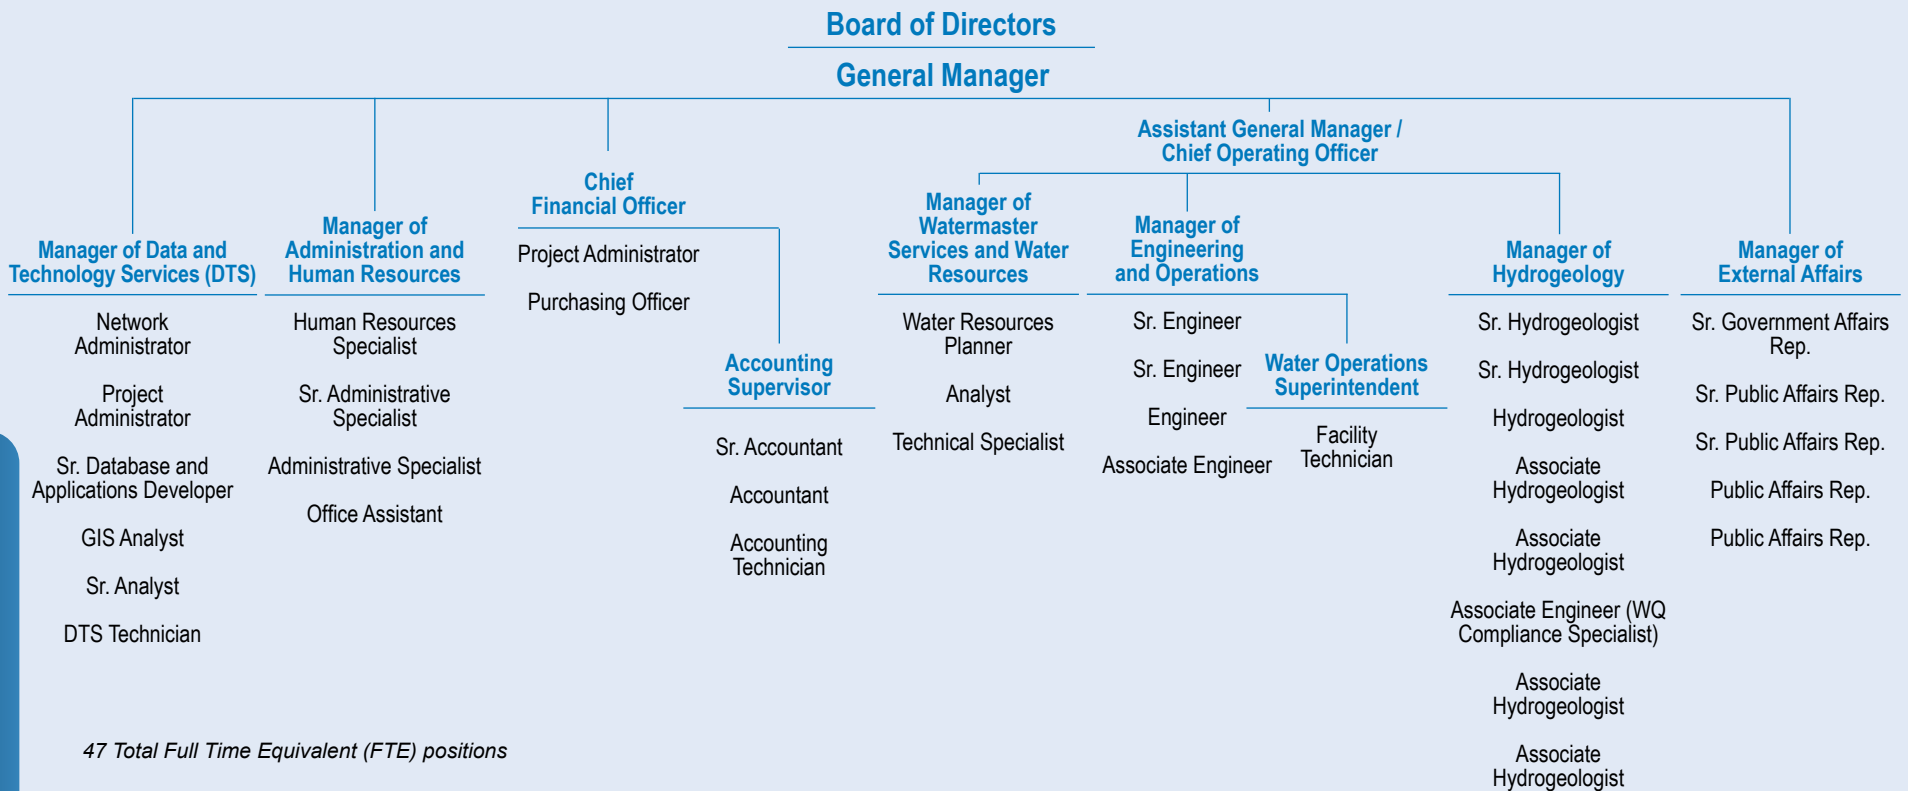 Board of Directors
General Manager
Assistant General Manager /
Chief Operating Officer
Manager of Data and
Technology Services (DTS)
Network
Administrator
Project
Administrator
Sr. Database and
Applications Developer
GIS Analyst
Sr. Analyst
DTS Technician
Manager of
Administration and
Human Resources
Human Resources
Specialist
Sr. Administrative
Specialist
Administrative Specialist
Office Assistant
Chief
Financial Officer
Project Administrator
Purchasing Officer
Accounting
Supervisor
Sr. Accountant
Accountant
Accounting
Technician
Manager of
Watermaster
Services and Water
Resources
Water Resources
Planner
Analyst
Technical Specialist
Manager of
Engineering
and Operations
Sr. Engineer
Sr. Engineer
Engineer
Associate Engineer
Water Operations
Superintendent
Facility
Technician
Manager of
Hydrogeology
Sr. Hydrogeologist
Sr. Hydrogeologist
Hydrogeologist
Associate
Hydrogeologist
Associate
Hydrogeologist
Associate Engineer (WQ
Compliance Specialist)
Associate
Hydrogeologist
Associate
Hydrogeologist
Manager of
External Affairs
Sr. Government Affairs
Rep.
Sr. Public Affairs Rep.
Sr. Public Affairs Rep.
Public Affairs Rep.
Public Affairs Rep.
47 Total Full Time Equivalent (FTE) positions